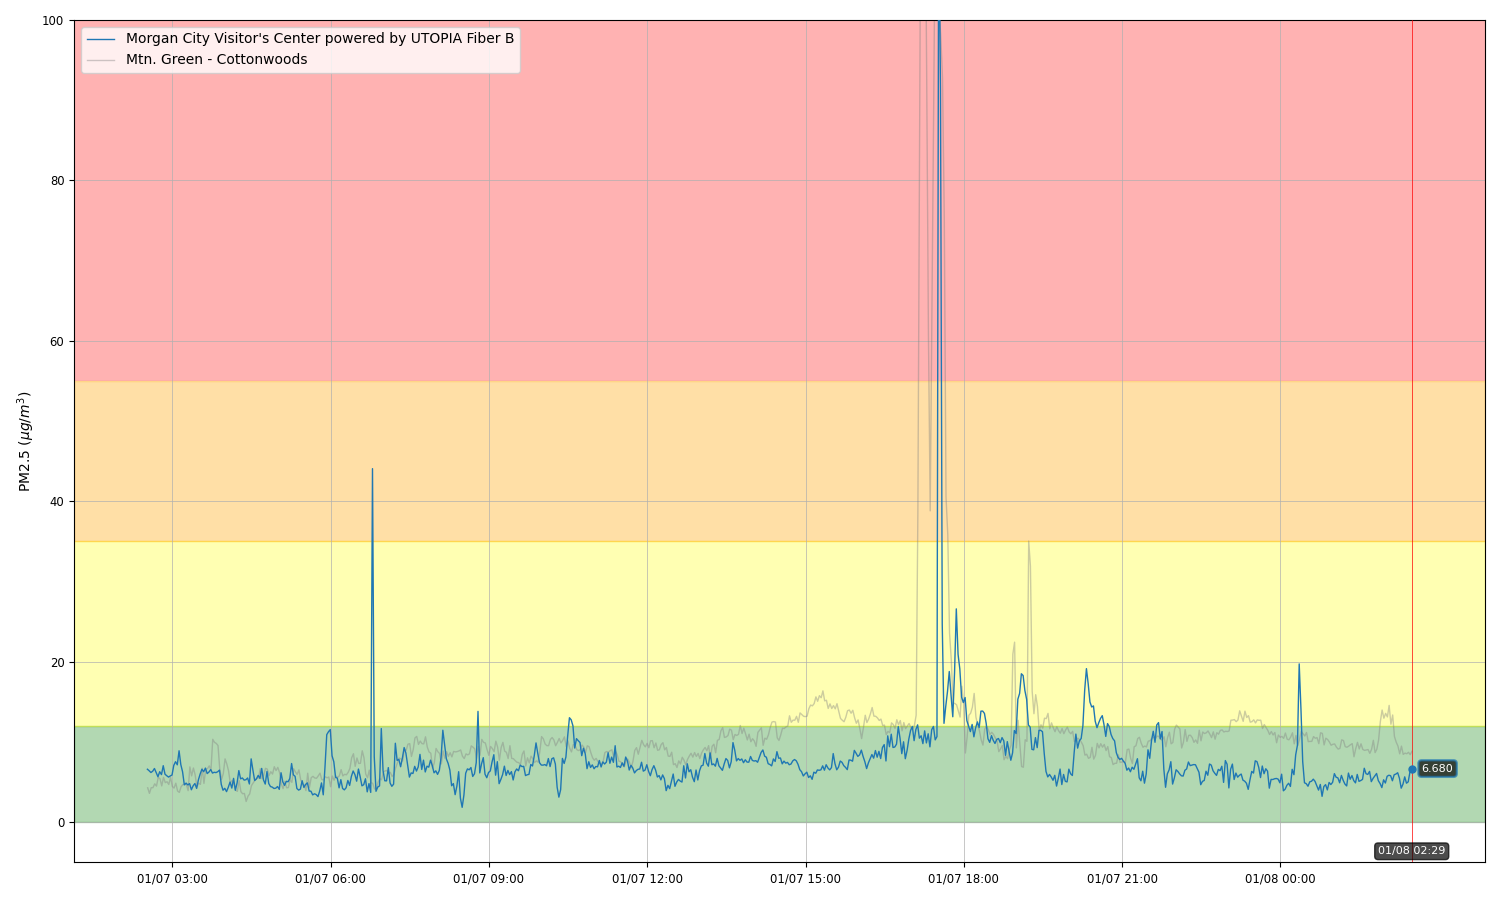 100
Morgan City Visitor's Center powered by UTOPIA Fiber B
Mtn. Green - Cottonwoods
80
60
PM2.5 (μg/m³)
40
20
6.680
0
01/08 02:29
01/07 03:00 01/07 06:00 01/07 09:00 01/07 12:00 01/07 15:00 01/07 18:00 01/07 21:00 01/08 00:00